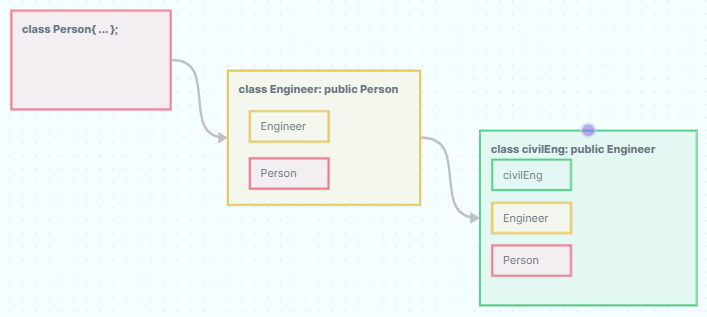 class Person{ ... };
class Engineer: public Person
Engineer
Person
class civilEng: public Engineer
civilEng
Engineer
Person